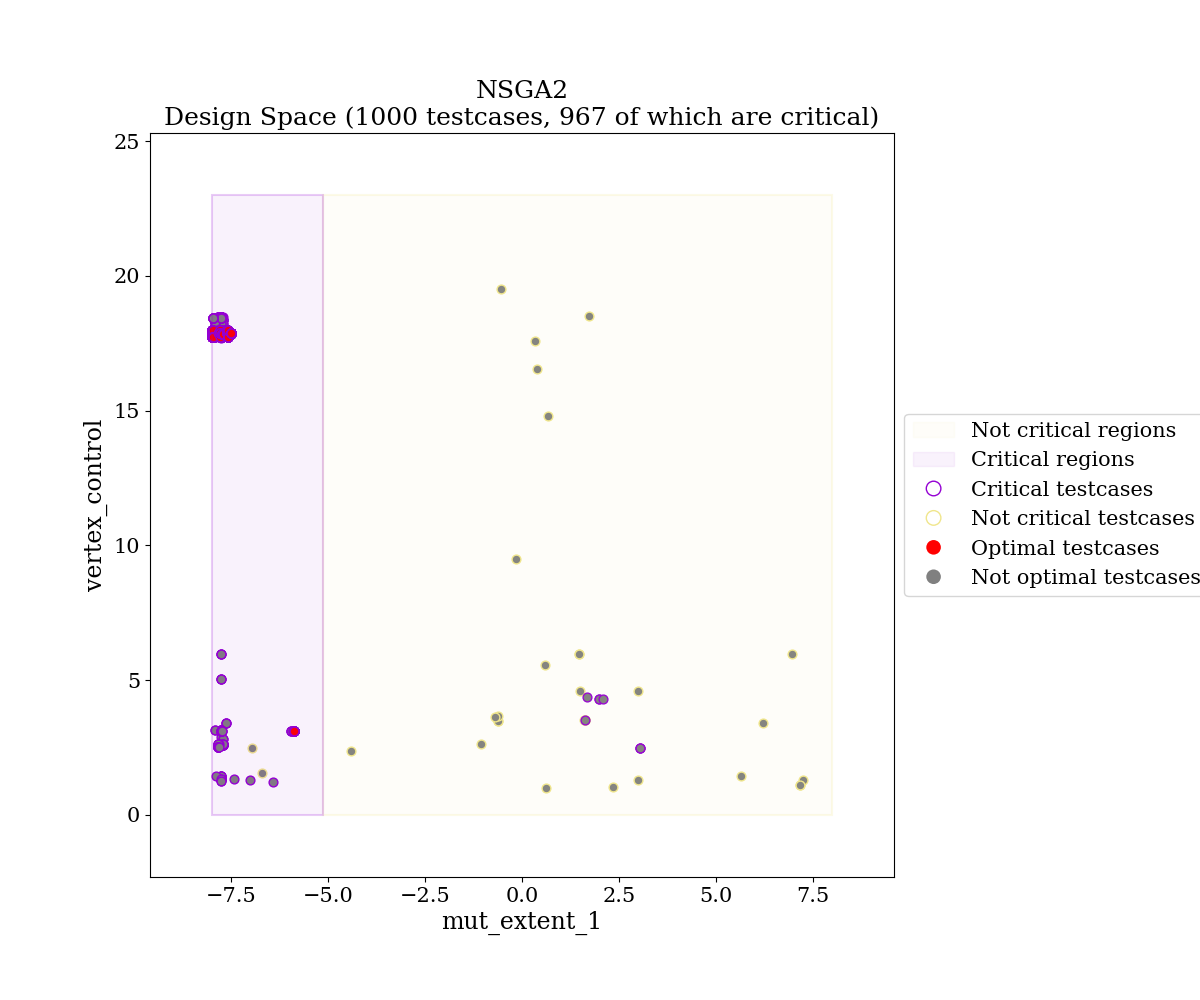 NSGA2
Design Space (1000 testcases, 967 of which are critical)
25
20
15
10
5
0
vertex_control
−7.5
−5.0
−2.5
0.0
2.5
5.0
7.5
mut_extent_1
Not critical regions
Critical regions
Critical testcases
Not critical testcases
Optimal testcases
Not optimal testcases